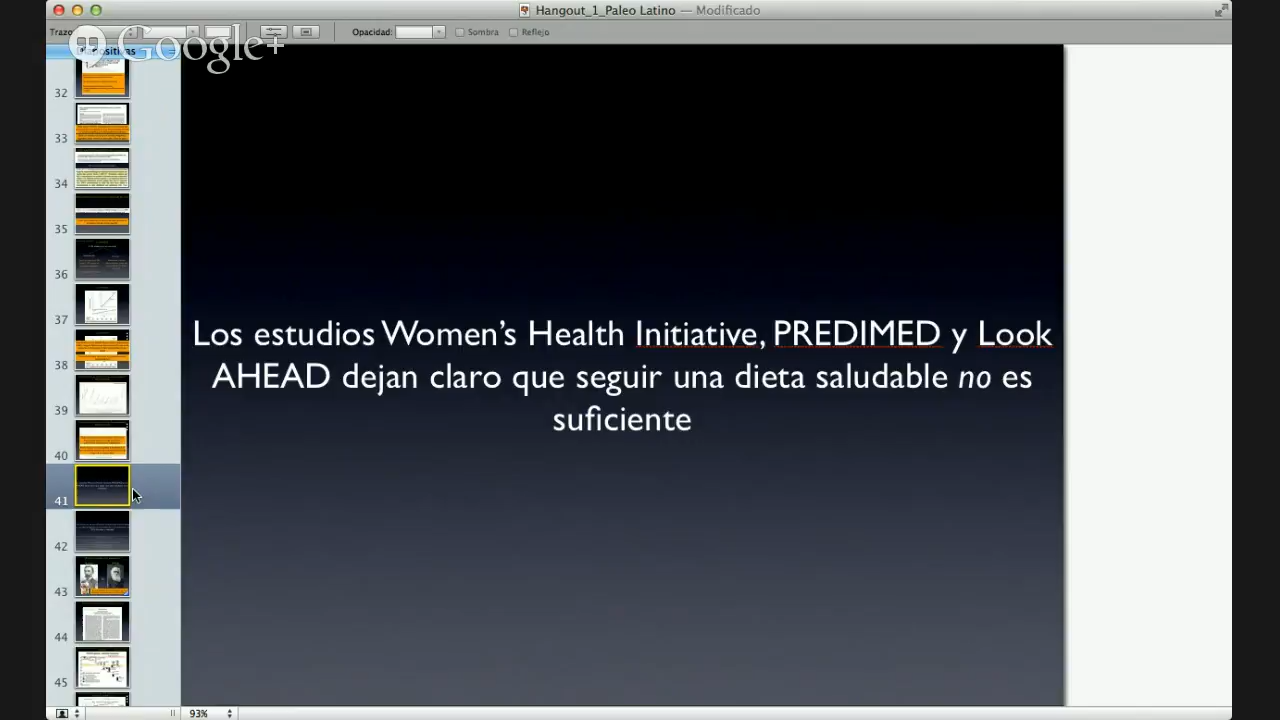 Hangout_1_Paleo Latino — Modificado
Trazo
Opacidad:
Sombra
Reflejo
Google+
32
33
34
35
36
37
38
39
40
41
42
43
44
45
Los estudios Women's Health Initiative, PREDIMED y Look
AHEAD dejan claro que seguir una dieta saludable no es
suficiente
93%